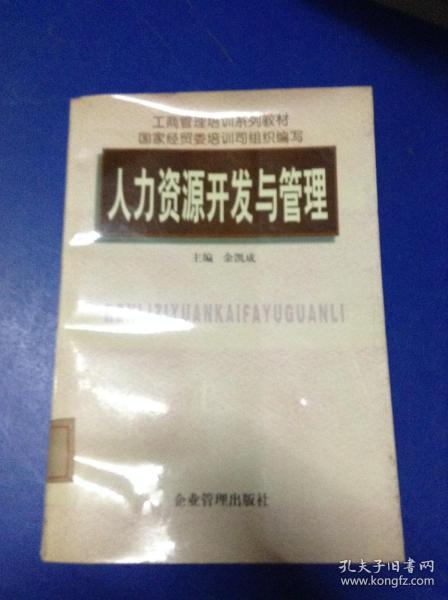 工商管理培训系列教材
国家经贸委培训司组织编写
人力资源开发与管理
主编 余凯成
RENLIZIYUANKAIFAYUGUANLI
企业管理出版社
孔夫子旧书网
www.kongfz.com